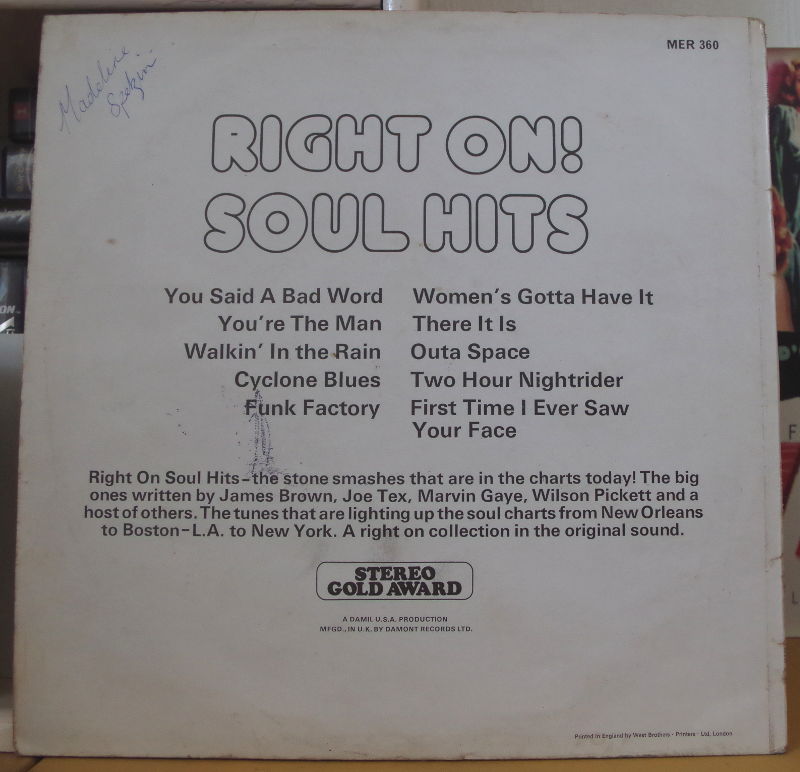 MER 360
Madeline
RIGHT ON!
SOUL HITS
You Said A Bad Word
You're The Man
Walkin' In the Rain
Cyclone Blues
Funk Factory
Women's Gotta Have It
There It Is
Outa Space
Two Hour Nightrider
First Time I Ever Saw
Your Face
Right On Soul Hits–the stone smashes that are in the charts today! The big
ones written by James Brown, Joe Tex, Marvin Gaye, Wilson Pickett and a
host of others. The tunes that are lighting up the soul charts from New Orleans
to Boston–L.A. to New York. A right on collection in the original sound.
STEREO
GOLD AWARD
A DAMIL U.S.A. PRODUCTION
MFGD., IN U.K. BY DAMONT RECORDS LTD.
Printed in England by West Brothers · Printers · Ltd. London